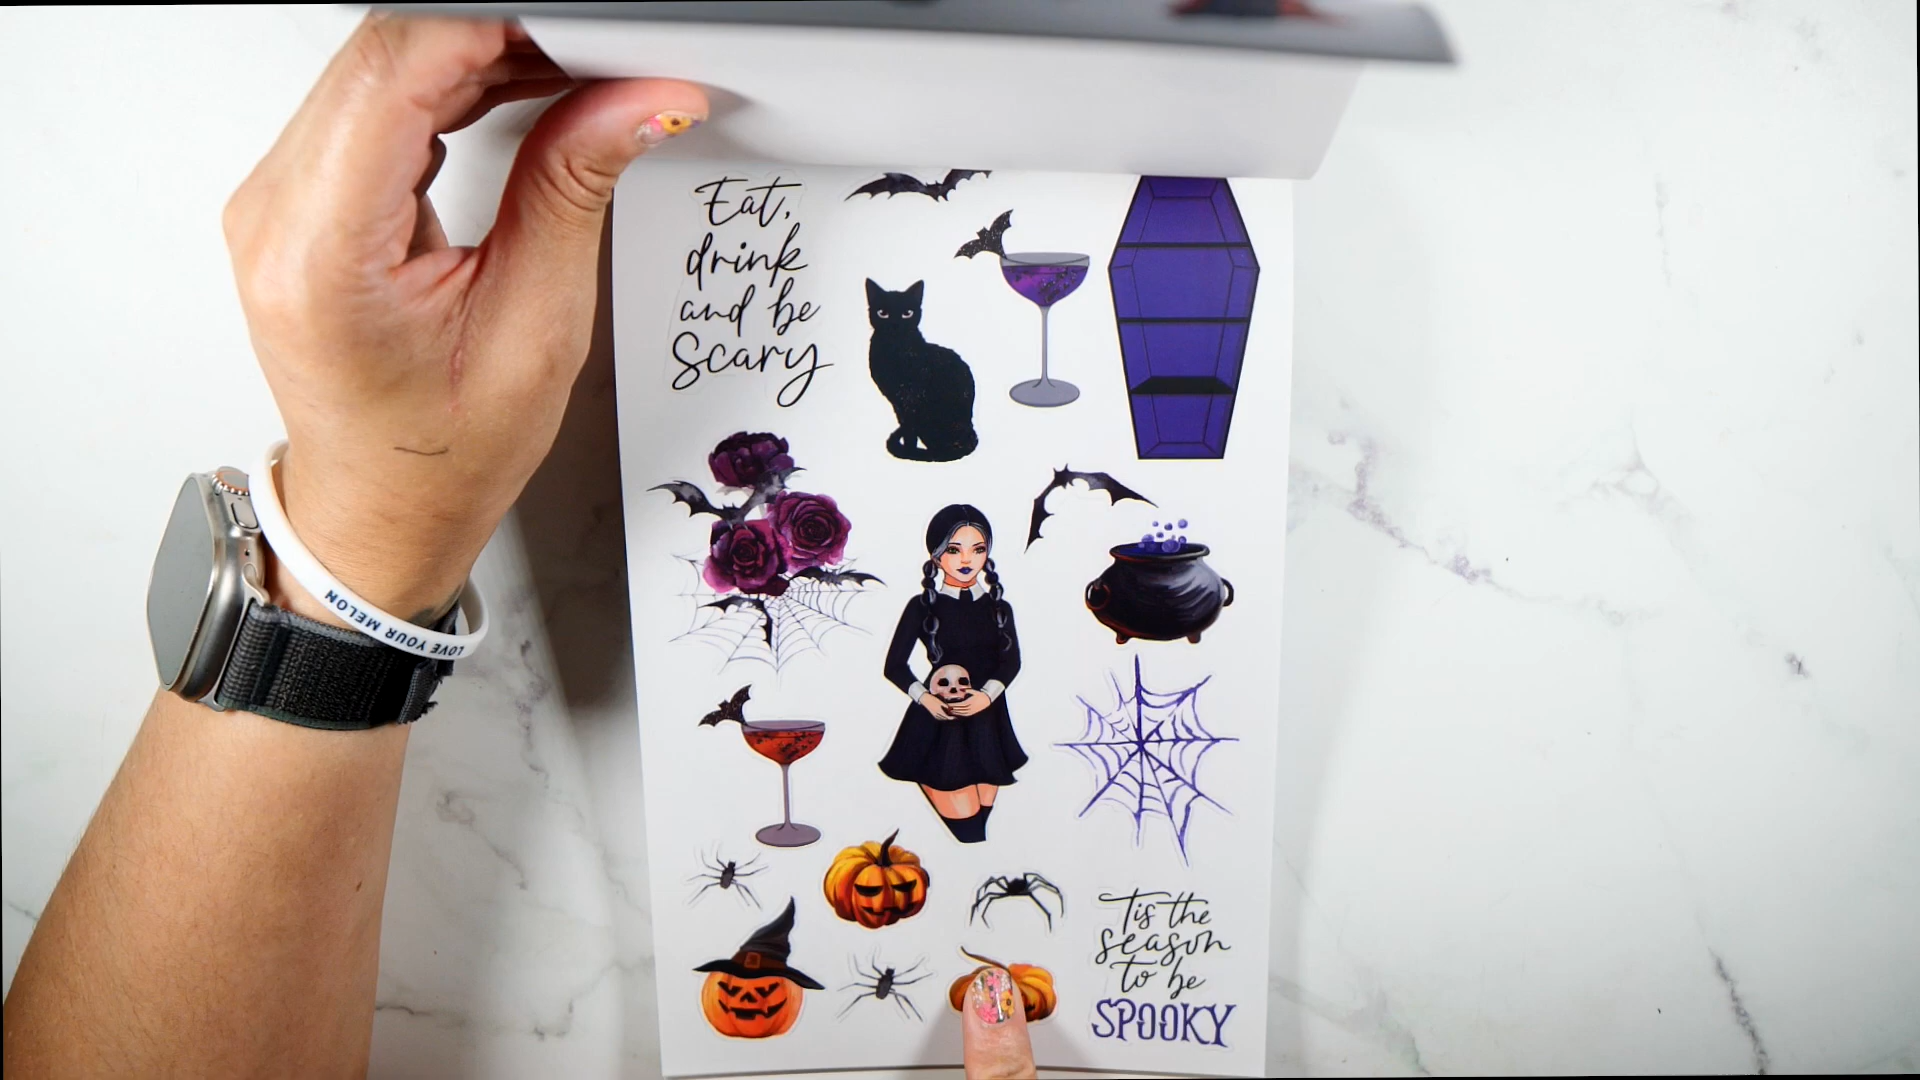 Eat,
drink
and be
Scary
LOVE YOUR MELON
'Tis the
season
to be
SPOOKY